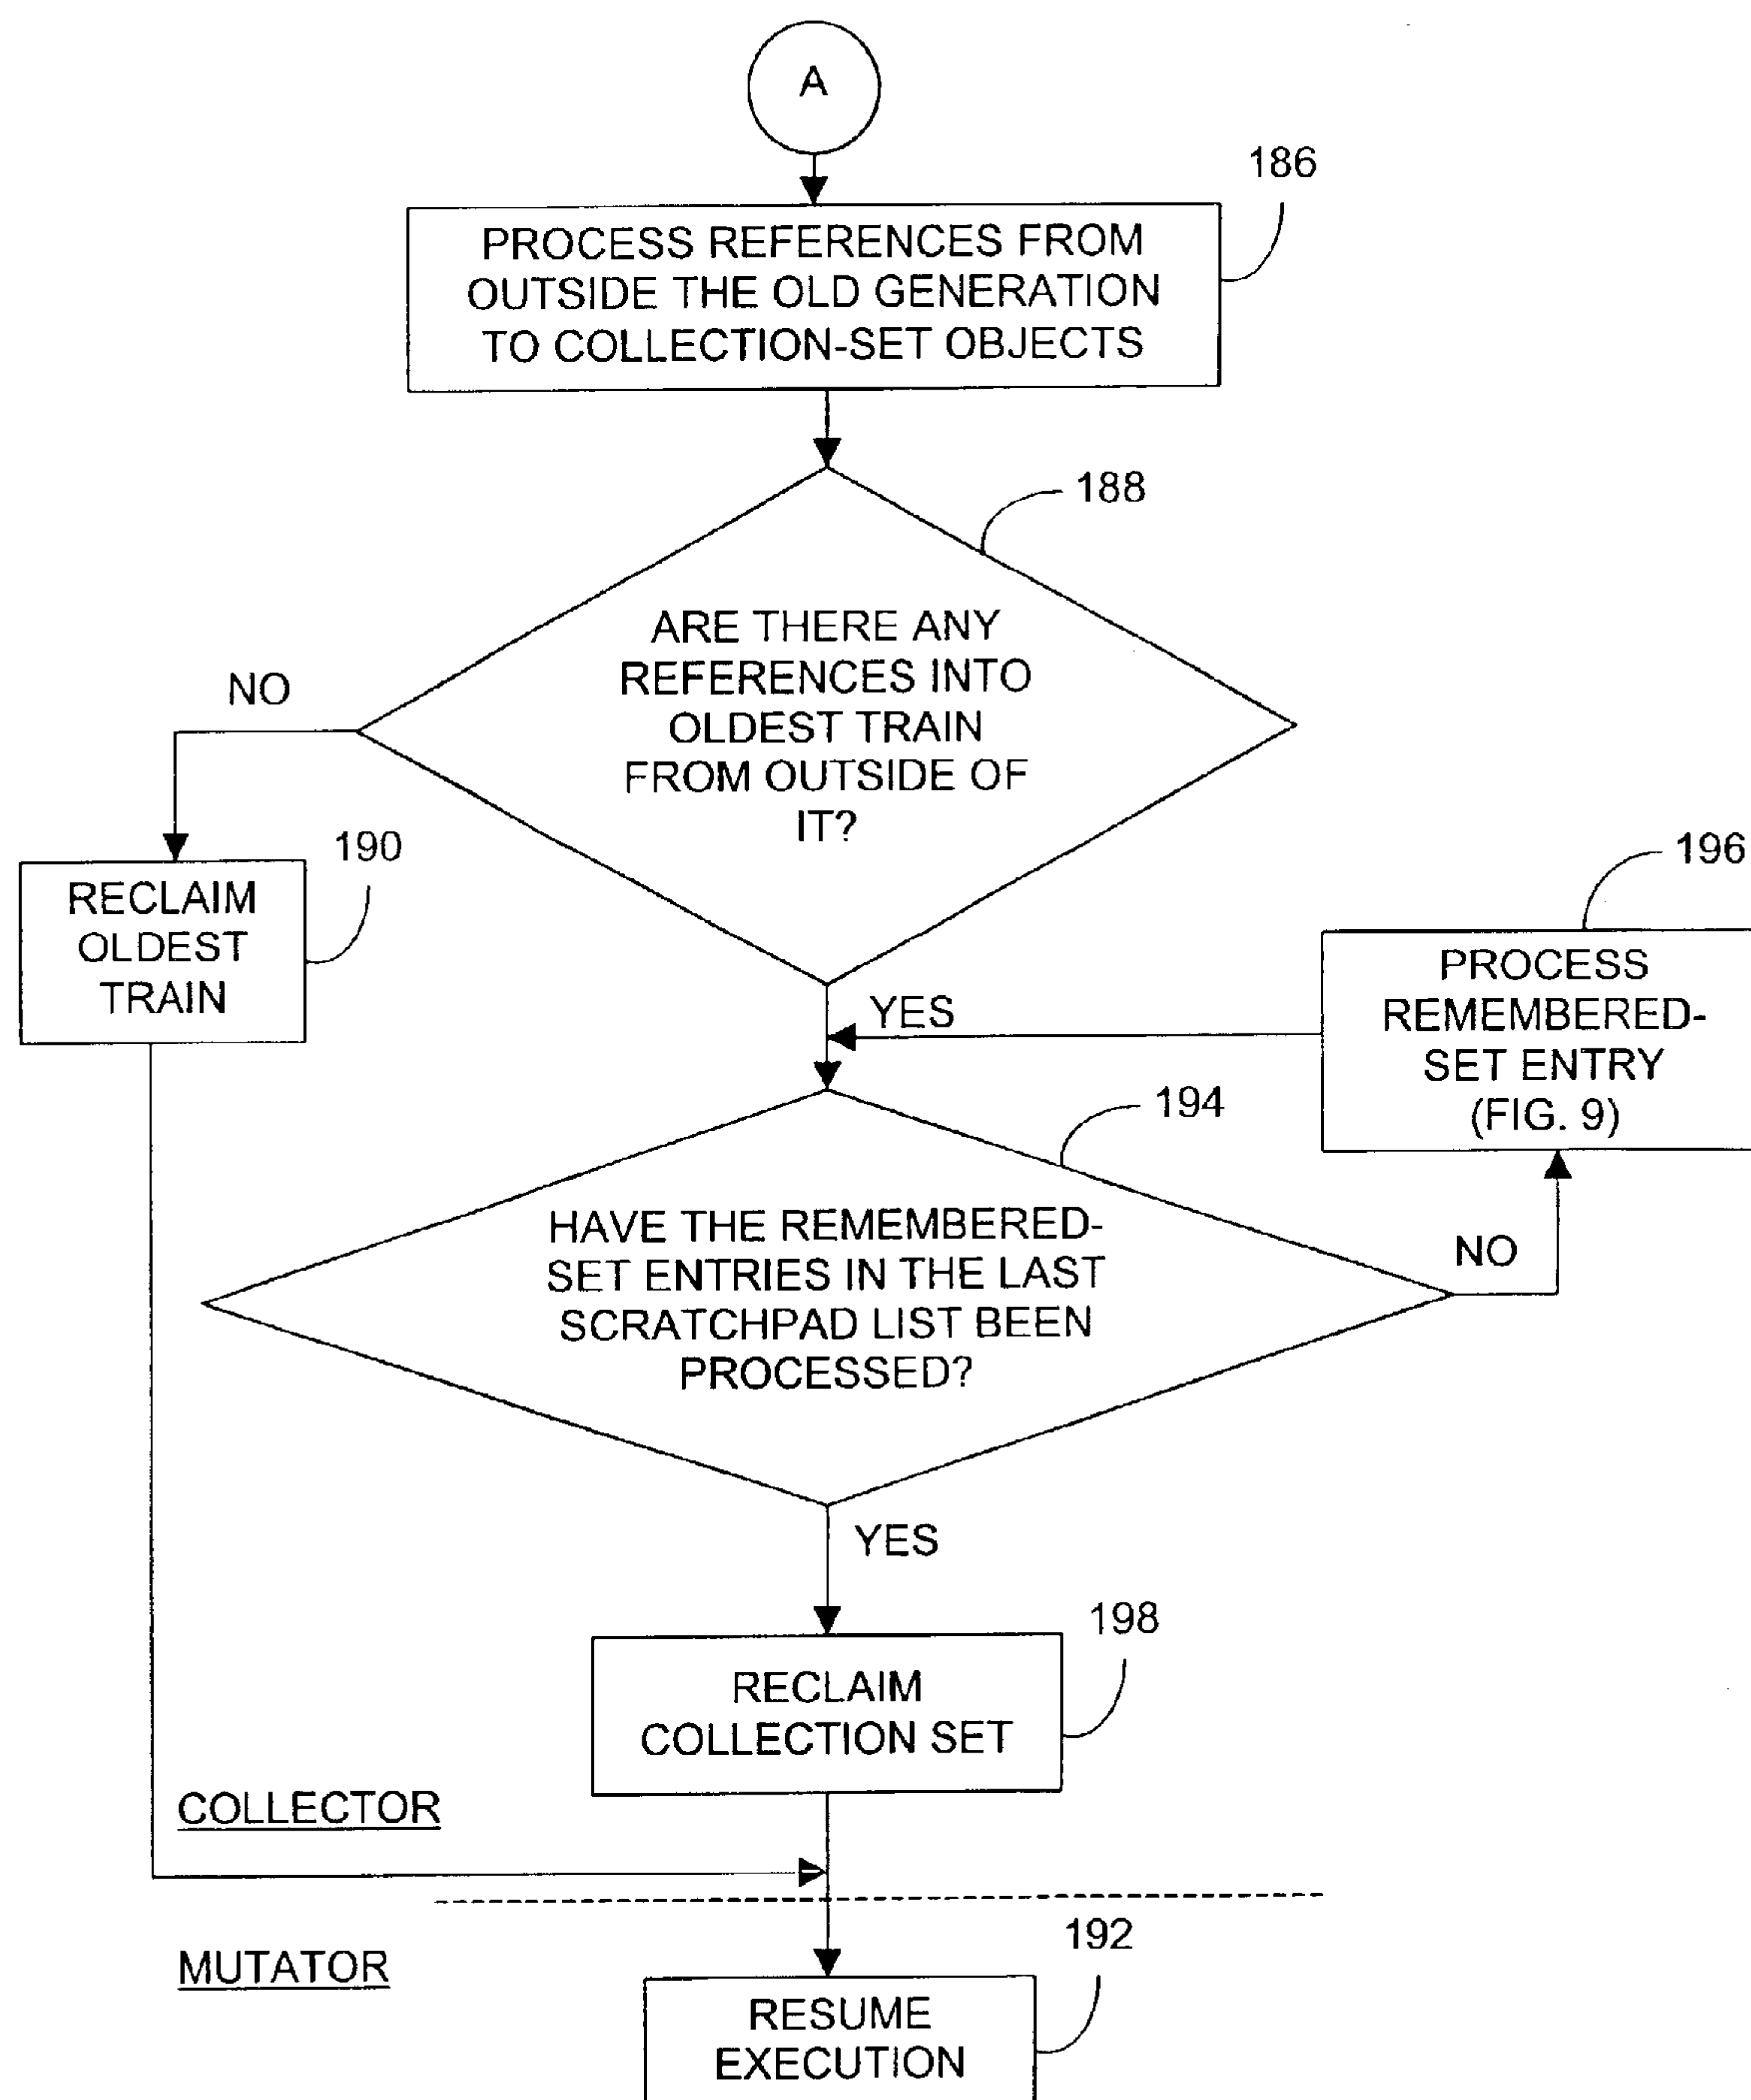 A
186
PROCESS REFERENCES FROM
OUTSIDE THE OLD GENERATION
TO COLLECTION-SET OBJECTS
188
ARE THERE ANY
REFERENCES INTO
OLDEST TRAIN
FROM OUTSIDE OF
IT?
NO
190
RECLAIM
OLDEST
TRAIN
196
PROCESS
REMEMBERED-
SET ENTRY
(FIG. 9)
YES
194
HAVE THE REMEMBERED-
SET ENTRIES IN THE LAST
SCRATCHPAD LIST BEEN
PROCESSED?
NO
YES
198
RECLAIM
COLLECTION SET
COLLECTOR
MUTATOR
192
RESUME
EXECUTION